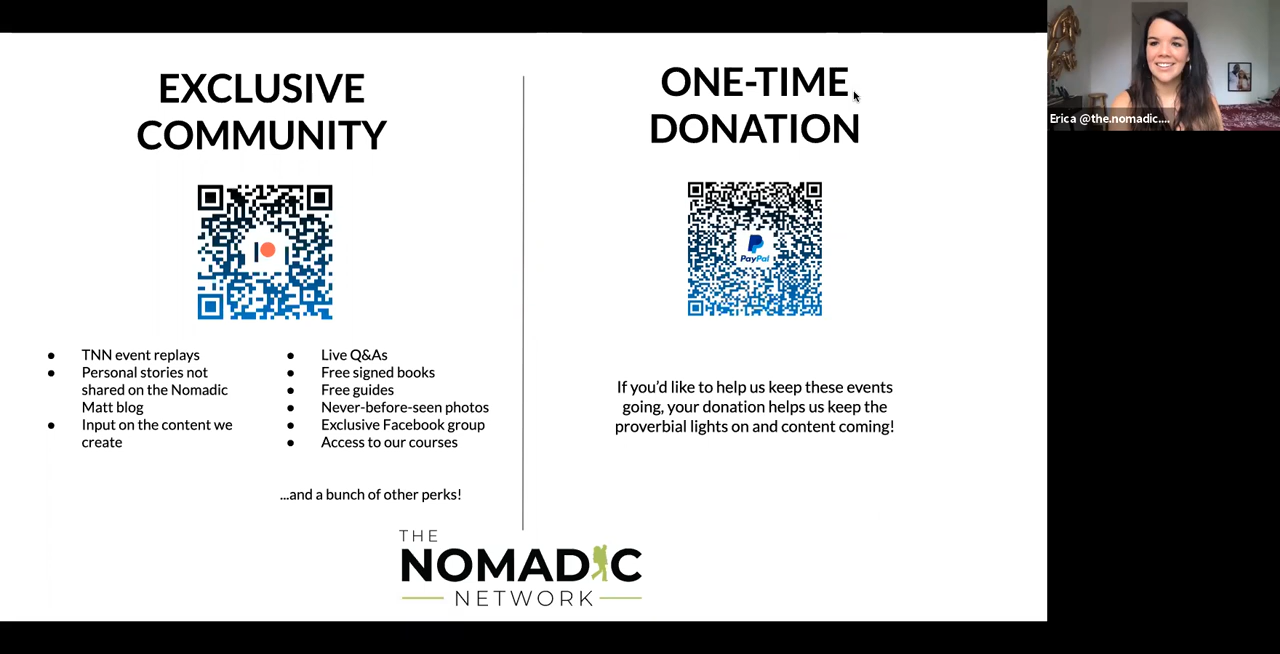 EXCLUSIVE
COMMUNITY
TNN event replays
Personal stories not
shared on the Nomadic
Matt blog
Input on the content we
create
Live Q&As
Free signed books
Free guides
Never-before-seen photos
Exclusive Facebook group
Access to our courses
...and a bunch of other perks!
ONE-TIME
DONATION
PayPal
If you’d like to help us keep these events
going, your donation helps us keep the
proverbial lights on and content coming!
THE
NOMADIC
NETWORK
Erica @the.nomadic....